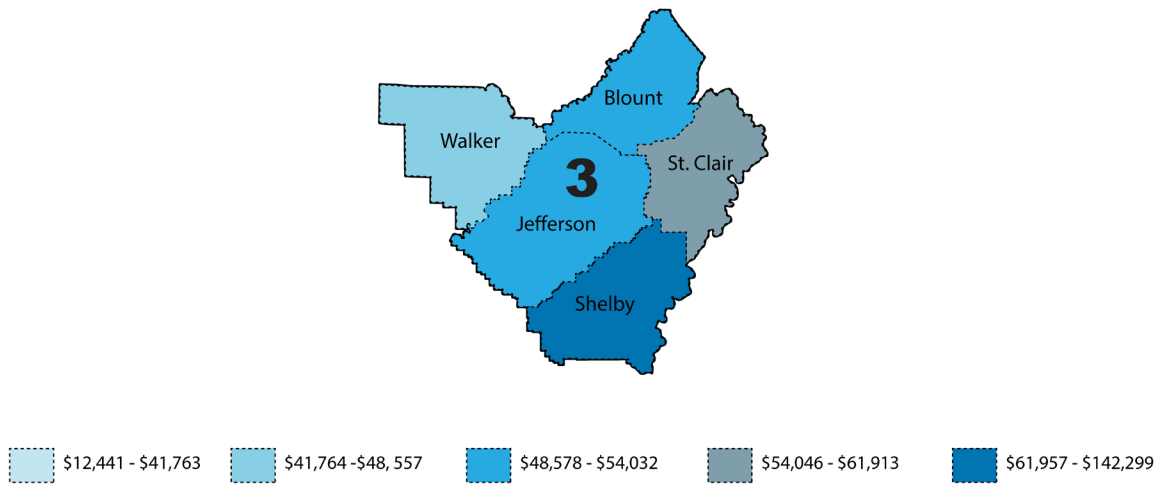 Blount
Walker
St. Clair
3
Jefferson
Shelby
$12,441 - $41,763
$41,764 -$48, 557
$48,578 - $54,032
$54,046 - $61,913
$61,957 - $142,299